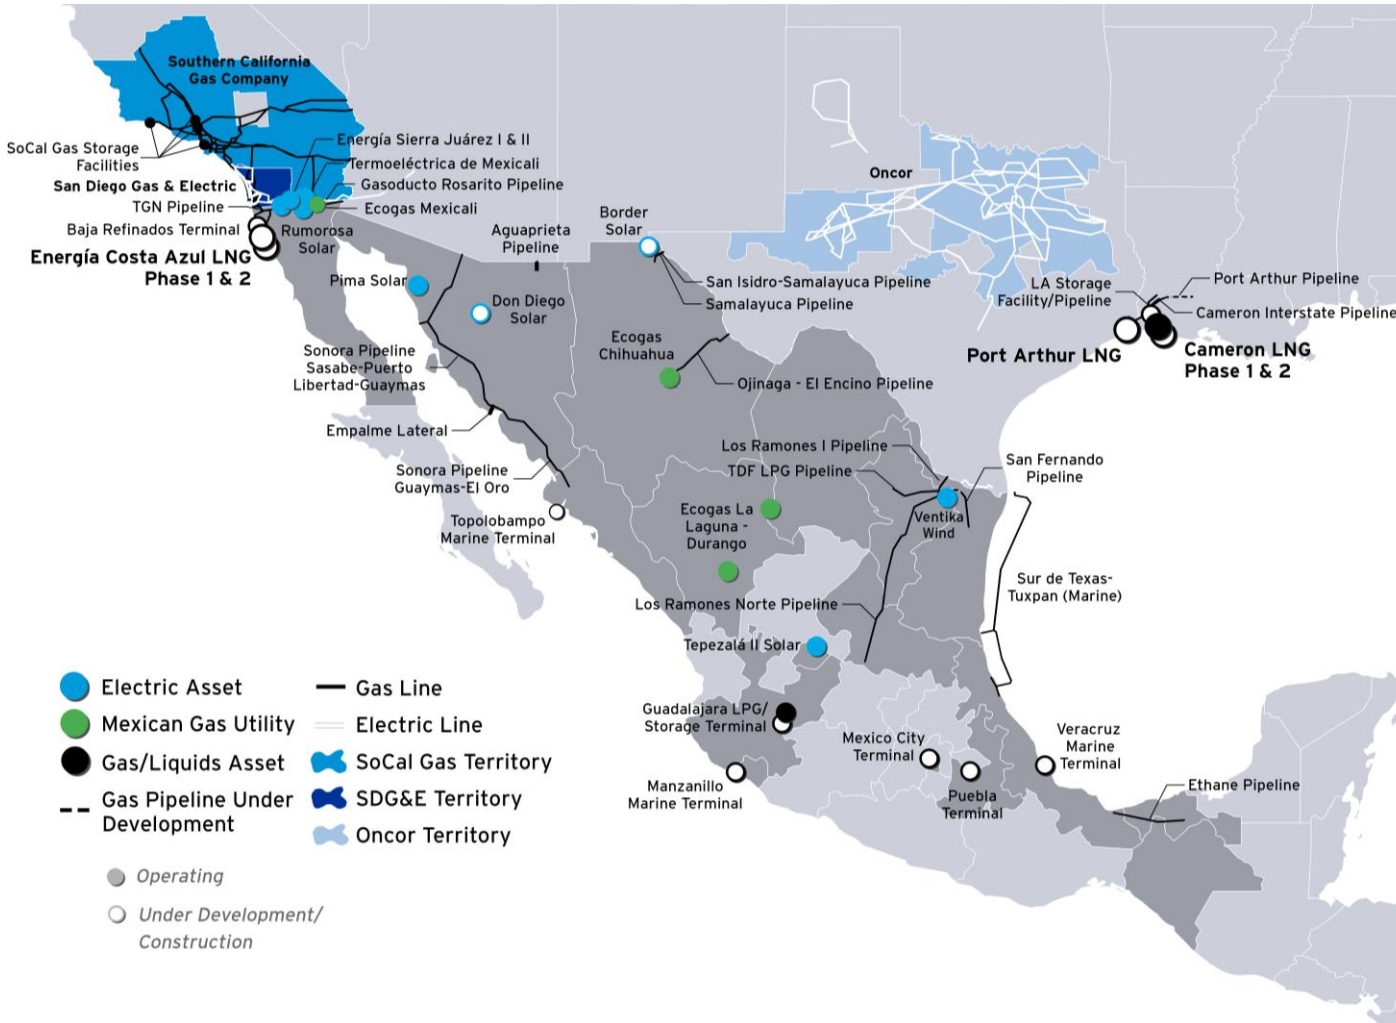 Southern California
Gas Company
SoCal Gas Storage
Facilities
San Diego Gas & Electric
TGN Pipeline
Baja Refinados Terminal
Energía Costa Azul LNG
Phase 1 & 2
Energía Sierra Juárez I & II
Termoeléctrica de Mexicali
Gasoducto Rosarito Pipeline
Ecogas Mexicali
Rumorosa
Solar
Pima Solar
Aguaprieta
Pipeline
Don Diego
Solar
Border
Solar
San Isidro-Samalayuca Pipeline
Samalayuca Pipeline
Oncor
LA Storage
Facility/Pipeline
Port Arthur Pipeline
Cameron Interstate Pipeline
Port Arthur LNG
Cameron LNG
Phase 1 & 2
Sonora Pipeline
Sasabe-Puerto
Libertad-Guaymas
Ecogas
Chihuahua
Ojinaga - El Encino Pipeline
Empalme Lateral
Sonora Pipeline
Guaymas-El Oro
Topolobampo
Marine Terminal
Los Ramones I Pipeline
TDF LPG Pipeline
San Fernando
Pipeline
Ventika
Wind
Ecogas La
Laguna -
Durango
Sur de Texas-
Tuxpan (Marine)
Los Ramones Norte Pipeline
Tepezalá II Solar
Guadalajara LPG/
Storage Terminal
Manzanillo
Marine Terminal
Mexico City
Terminal
Puebla
Terminal
Veracruz
Marine
Terminal
Ethane Pipeline
Electric Asset
Mexican Gas Utility
Gas/Liquids Asset
Gas Pipeline Under
Development
Gas Line
Electric Line
SoCal Gas Territory
SDG&E Territory
Oncor Territory
Operating
Under Development/
Construction